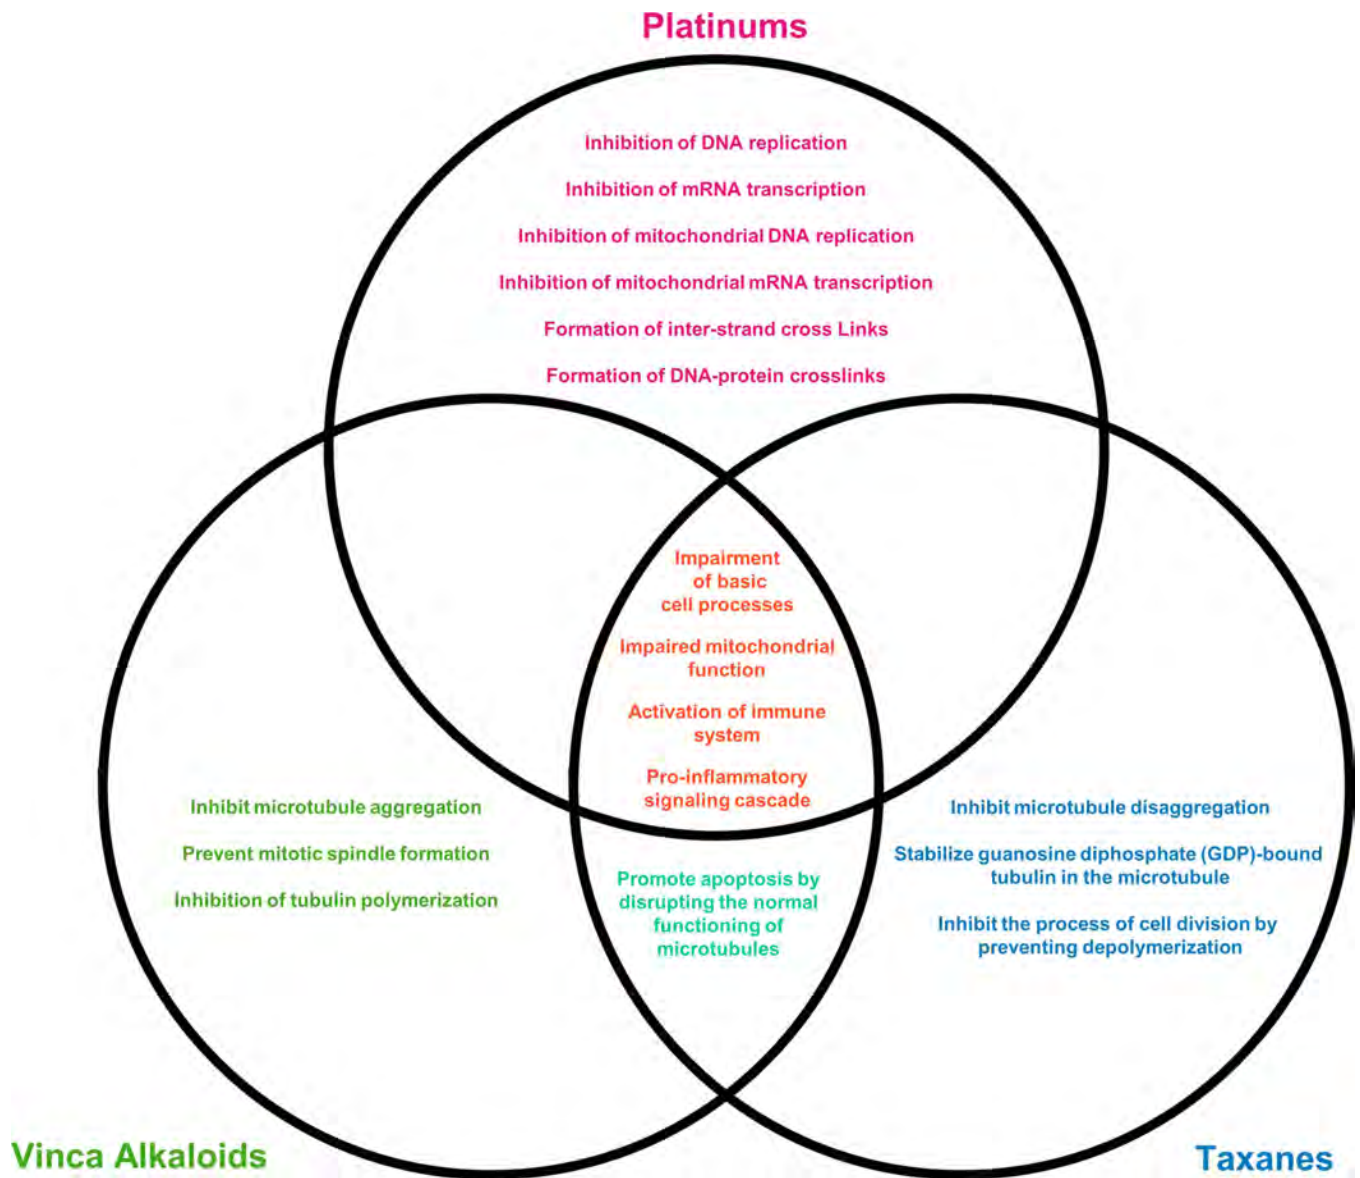 Platinums
Inhibition of DNA replication
Inhibition of mRNA transcription
Inhibition of mitochondrial DNA replication
Inhibition of mitochondrial mRNA transcription
Formation of inter-strand cross Links
Formation of DNA-protein crosslinks
Impairment
of basic
cell processes
Impaired mitochondrial
function
Activation of immune
system
Pro-inflammatory
signaling cascade
Inhibit microtubule aggregation
Prevent mitotic spindle formation
Inhibition of tubulin polymerization
Promote apoptosis by
disrupting the normal
functioning of
microtubules
Inhibit microtubule disaggregation
Stabilize guanosine diphosphate (GDP)-bound
tubulin in the microtubule
Inhibit the process of cell division by
preventing depolymerization
Vinca Alkaloids
Taxanes